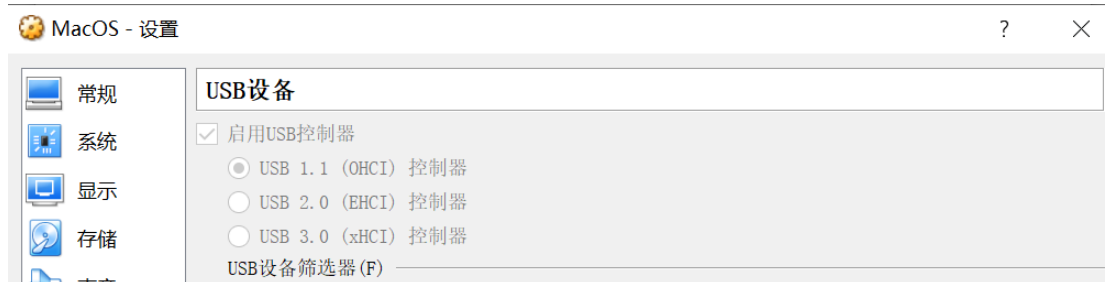 MacOS - 设置
?
常规
系统
显示
存储
USB设备
启用USB控制器
USB 1.1 (OHCI) 控制器
USB 2.0 (EHCI) 控制器
USB 3.0 (xHCI) 控制器
USB设备筛选器(F)